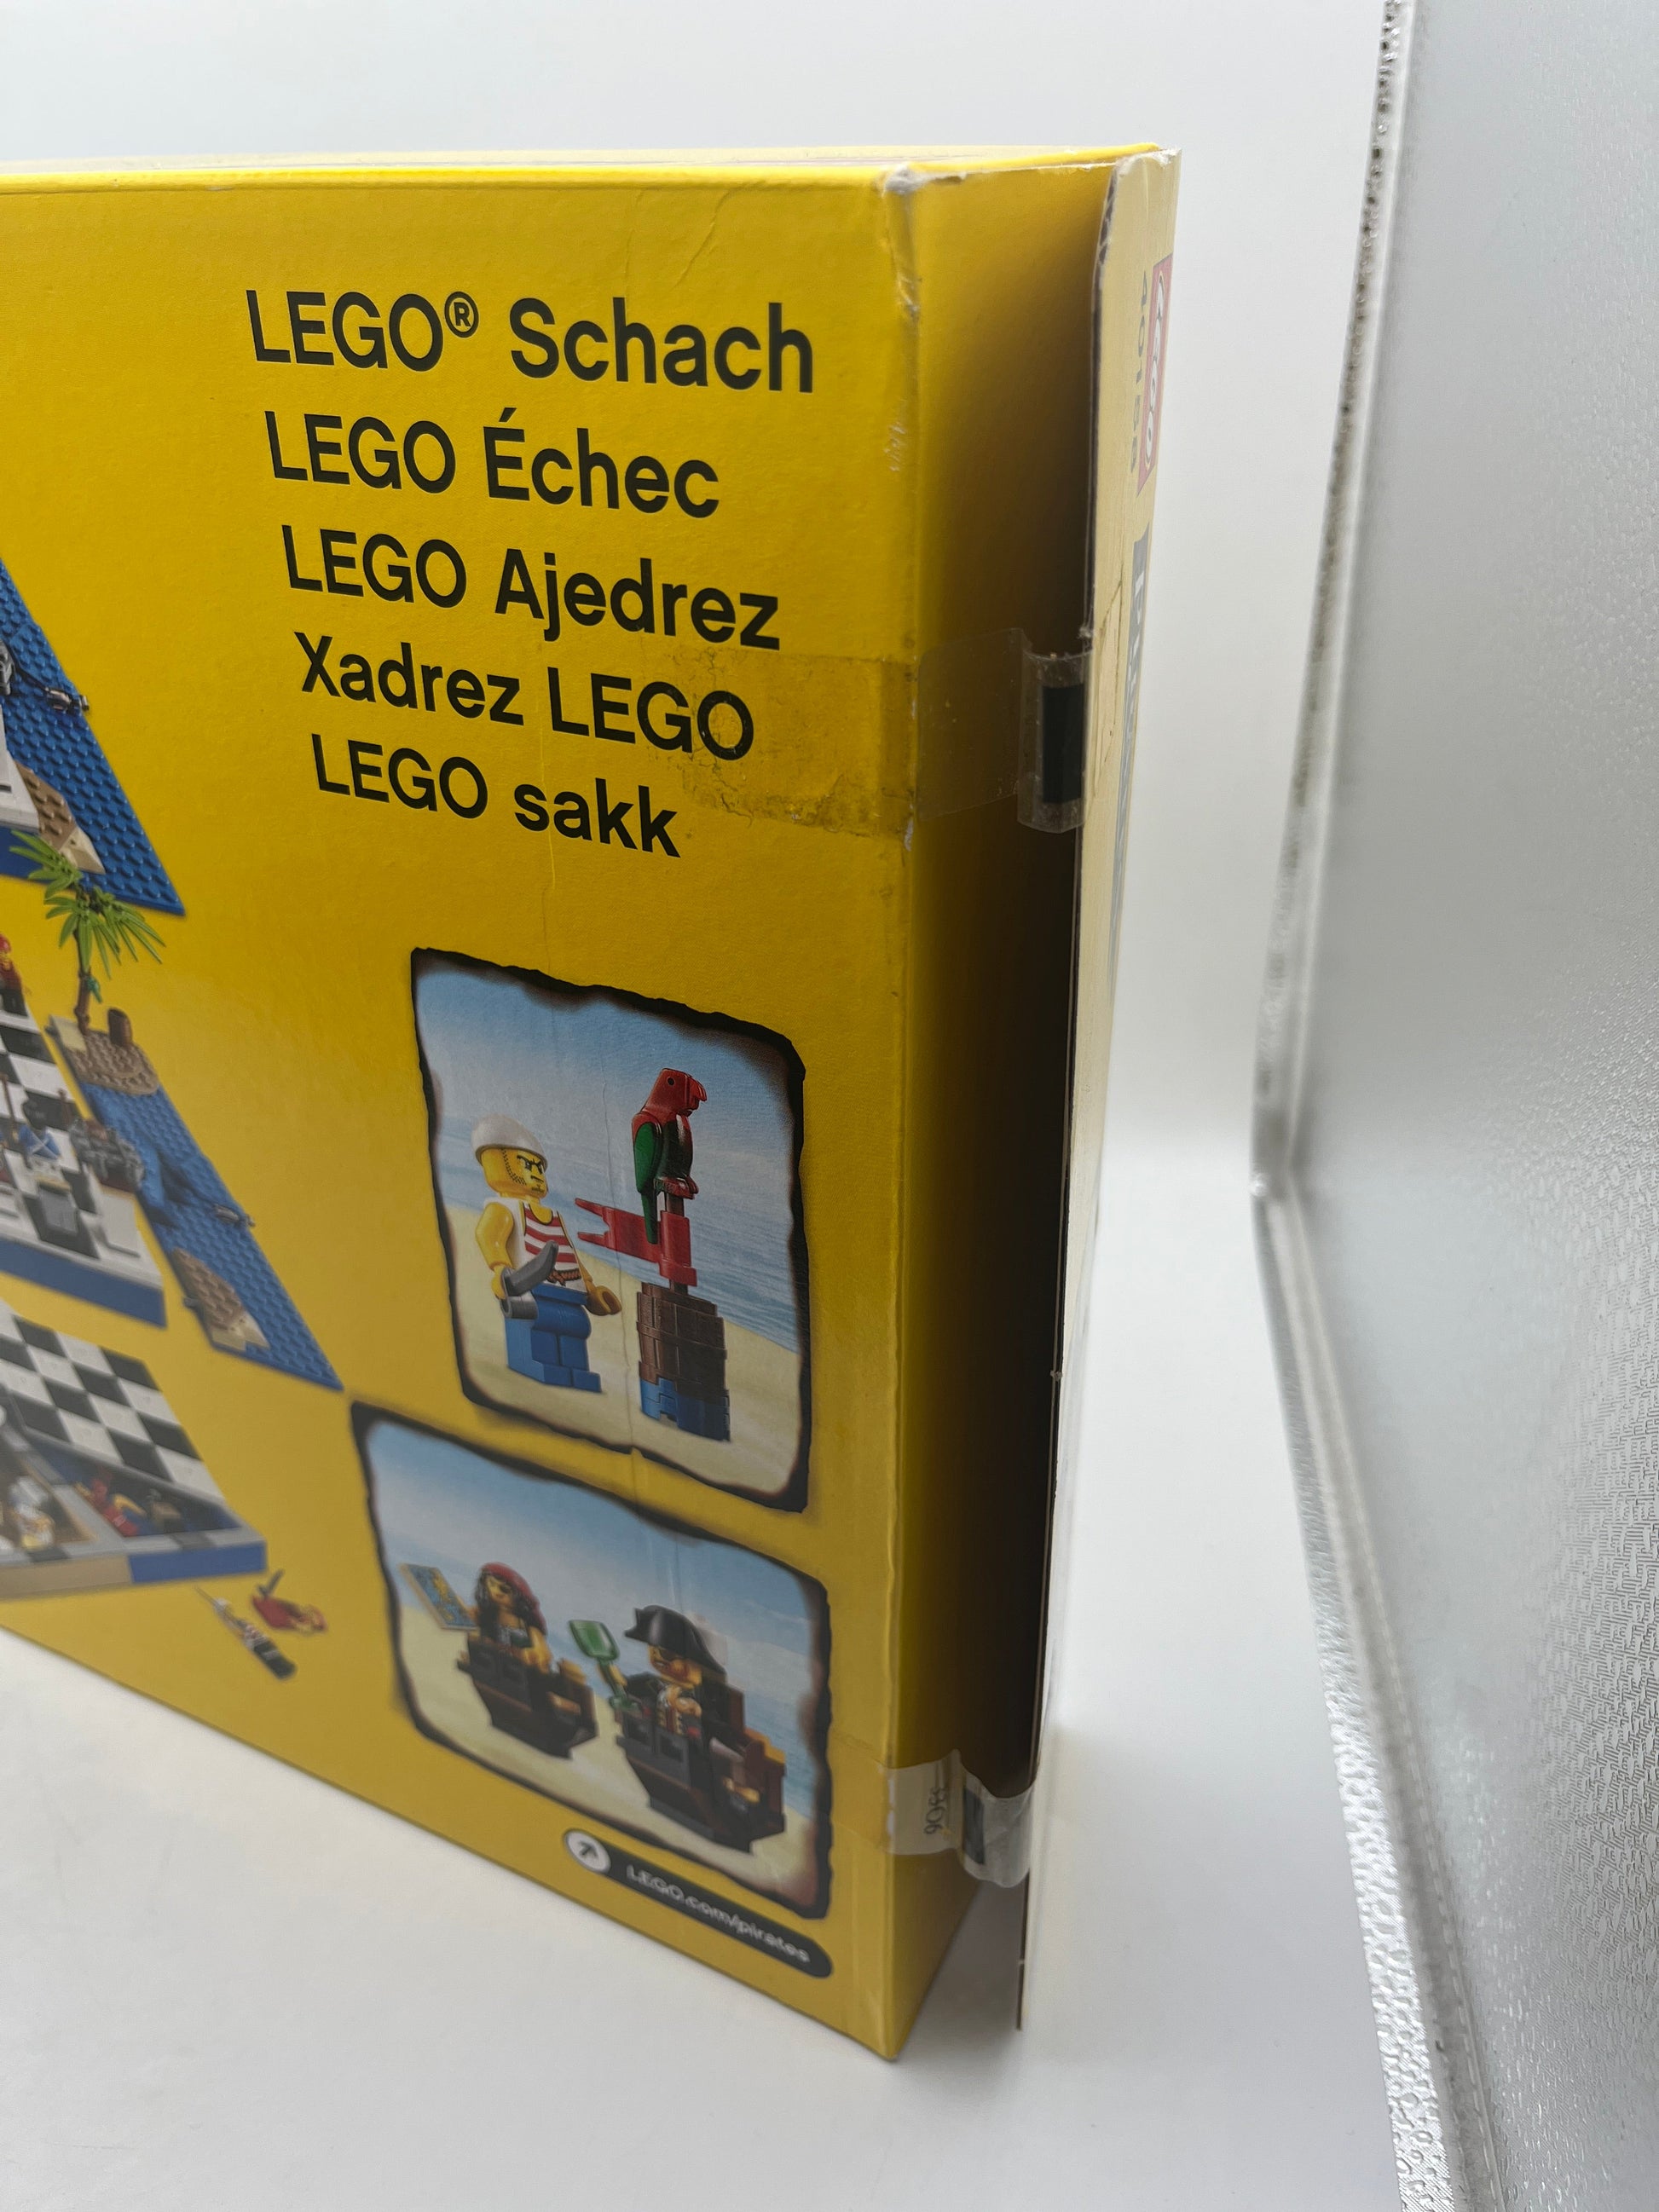 LEGO® Schach
LEGO Échec
LEGO Ajedrez
Xadrez LEGO
LEGO sakk
LEGO.com/pirates